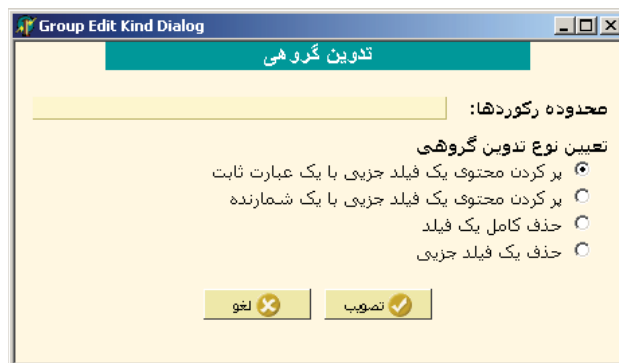 Group Edit Kind Dialog
تدوین گروهی
محدوده رکوردها:
تعیین نوع تدوین گروهی
پر کردن محتوی یک فیلد جزیی با یک عبارت ثابت
پر کردن محتوی یک فیلد جزیی با یک شمارنده
حذف کامل یک فیلد
حذف یک فیلد جزیی
تصویب
لغو